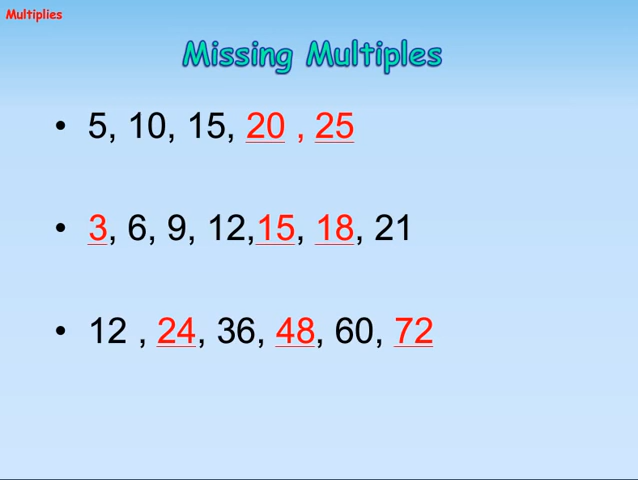 Multiplies
Missing Multiples
• 5, 10, 15, 20 , 25
• 3, 6, 9, 12,15, 18, 21
• 12 , 24, 36, 48, 60, 72